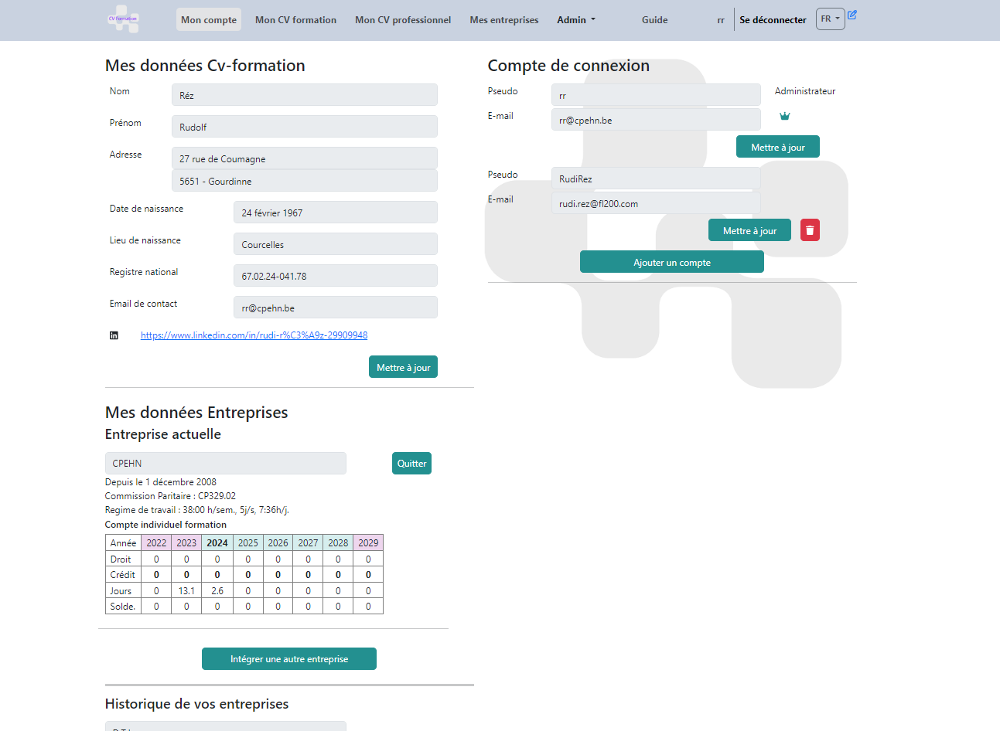 CV Formation
Mon compte
Mon CV formation
Mon CV professionnel
Mes entreprises
Admin
Guide
rr
Se déconnecter
FR
Mes données Cv-formation
Nom
Réz
Prénom
Rudolf
Adresse
27 rue de Coumagne
5651 - Gourdinne
Date de naissance
24 février 1967
Lieu de naissance
Courcelles
Registre national
67.02.24-041.78
Email de contact
rr@cpehn.be
https://www.linkedin.com/in/rudi-r%C3%A9z-29909948
Mettre à jour
Compte de connexion
Pseudo
rr
Administrateur
E-mail
rr@cpehn.be
Mettre à jour
Pseudo
RudiRez
E-mail
rudi.rez@fl200.com
Mettre à jour
Ajouter un compte
Mes données Entreprises
Entreprise actuelle
CPEHN
Quitter
Depuis le 1 décembre 2008
Commission Paritaire : CP329.02
Regime de travail : 38:00 h/sem., 5j/s, 7:36h/j.
Compte individuel formation
Année 2022 2023 2024 2025 2026 2027 2028 2029
Droit 0 0 0 0 0 0 0 0
Crédit 0 0 0 0 0 0 0 0
Jours 0 13.1 2.6 0 0 0 0 0
Solde. 0 0 0 0 0 0 0 0
Intégrer une autre entreprise
Historique de vos entreprises